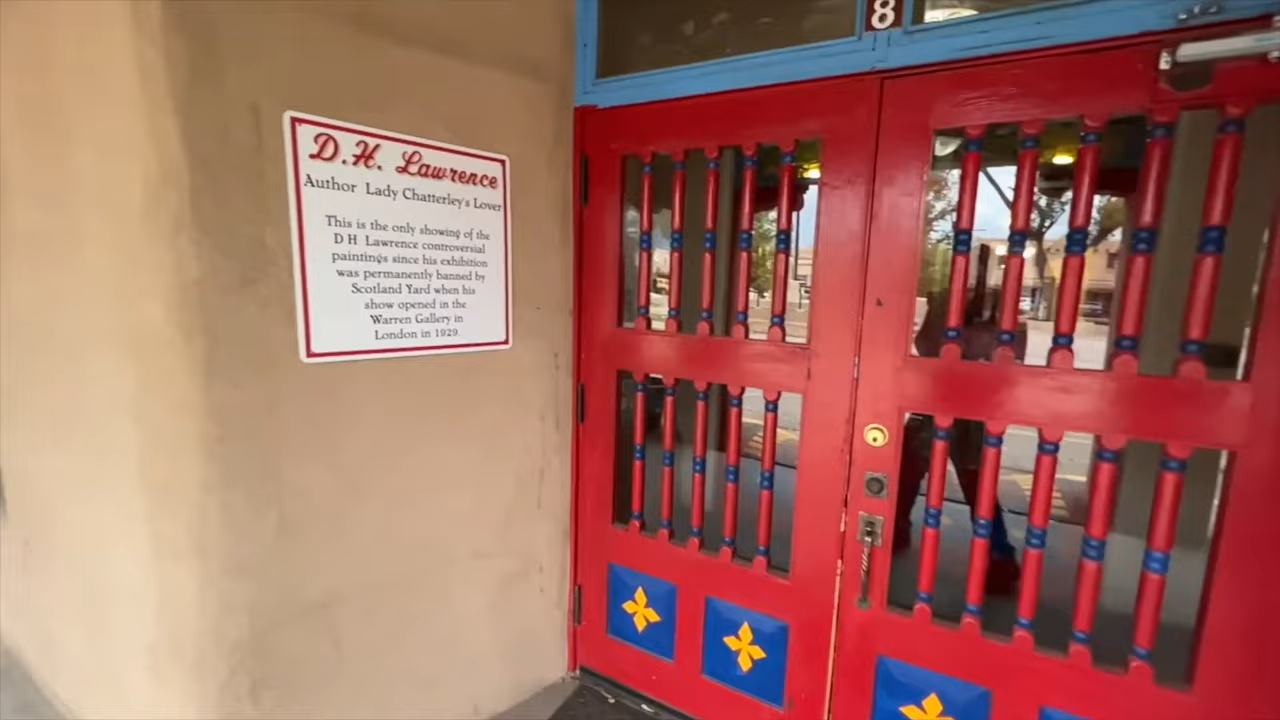 8
D.H. Lawrence
Author Lady Chatterley's Lover
This is the only showing of the
D H Lawrence controversial
paintings since his exhibition
was permanently banned by
Scotland Yard when his
show opened in the
Warren Gallery in
London in 1929.